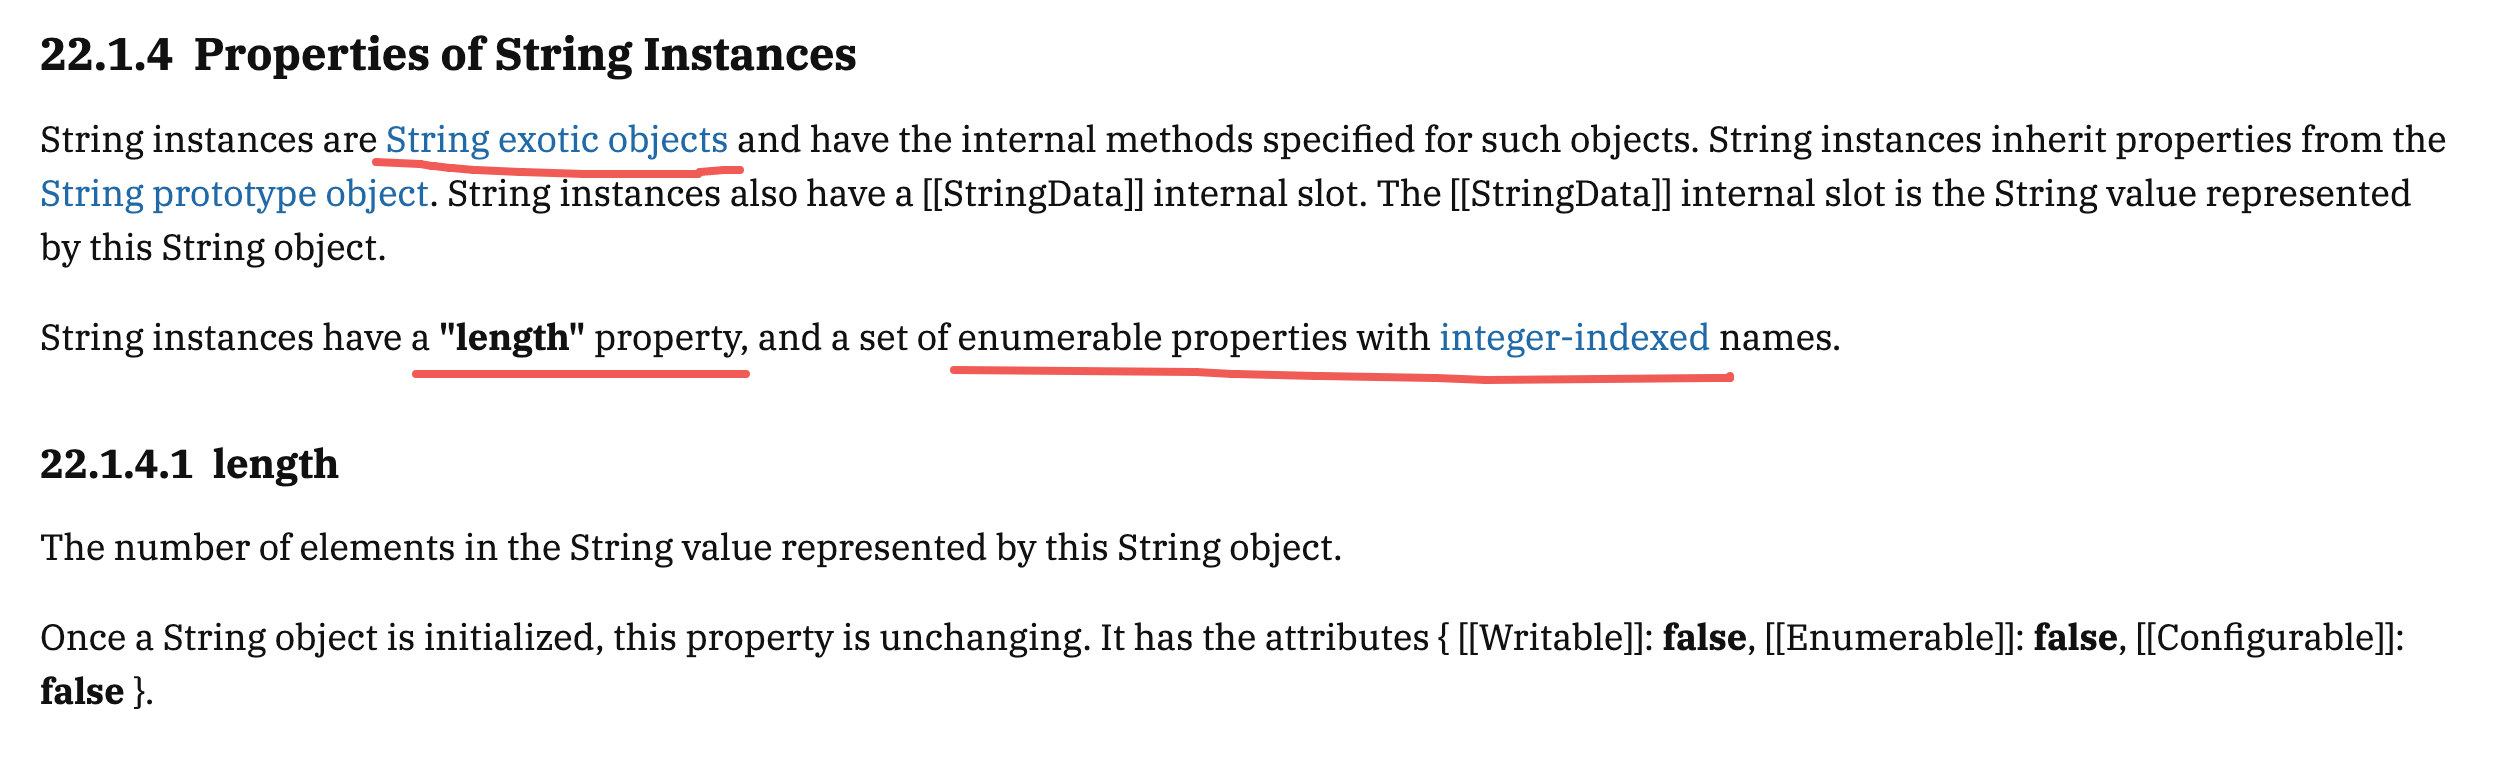 22.1.4 Properties of String Instances
String instances are String exotic objects and have the internal methods specified for such objects. String instances inherit properties from the
String prototype object. String instances also have a [[StringData]] internal slot. The [[StringData]] internal slot is the String value represented
by this String object.
String instances have a "length" property, and a set of enumerable properties with integer-indexed names.
22.1.4.1 length
The number of elements in the String value represented by this String object.
Once a String object is initialized, this property is unchanging. It has the attributes { [[Writable]]: false, [[Enumerable]]: false, [[Configurable]]:
false }.